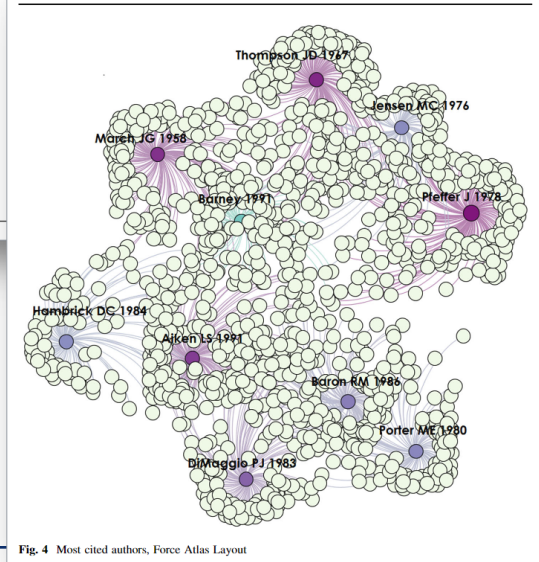 Thompson JD 1967
Jensen MC 1976
March JG 1958
Pfeffer J 1978
Barney 1991
Hambrick DC 1984
Aiken LS 1991
Baron RM 1986
Porter ME 1980
DiMaggio PJ 1983
Fig. 4 Most cited authors, Force Atlas Layout